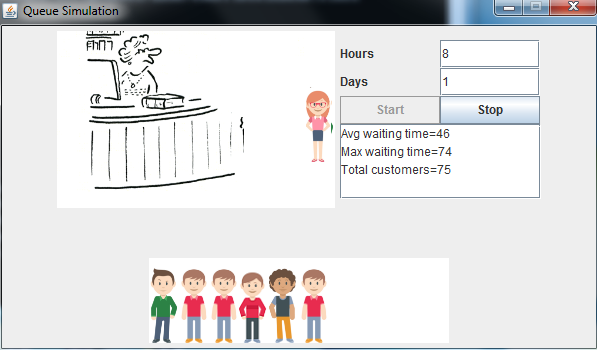 Queue Simulation
Hours 8
Days 1
Start Stop
Avg waiting time=46
Max waiting time=74
Total customers=75